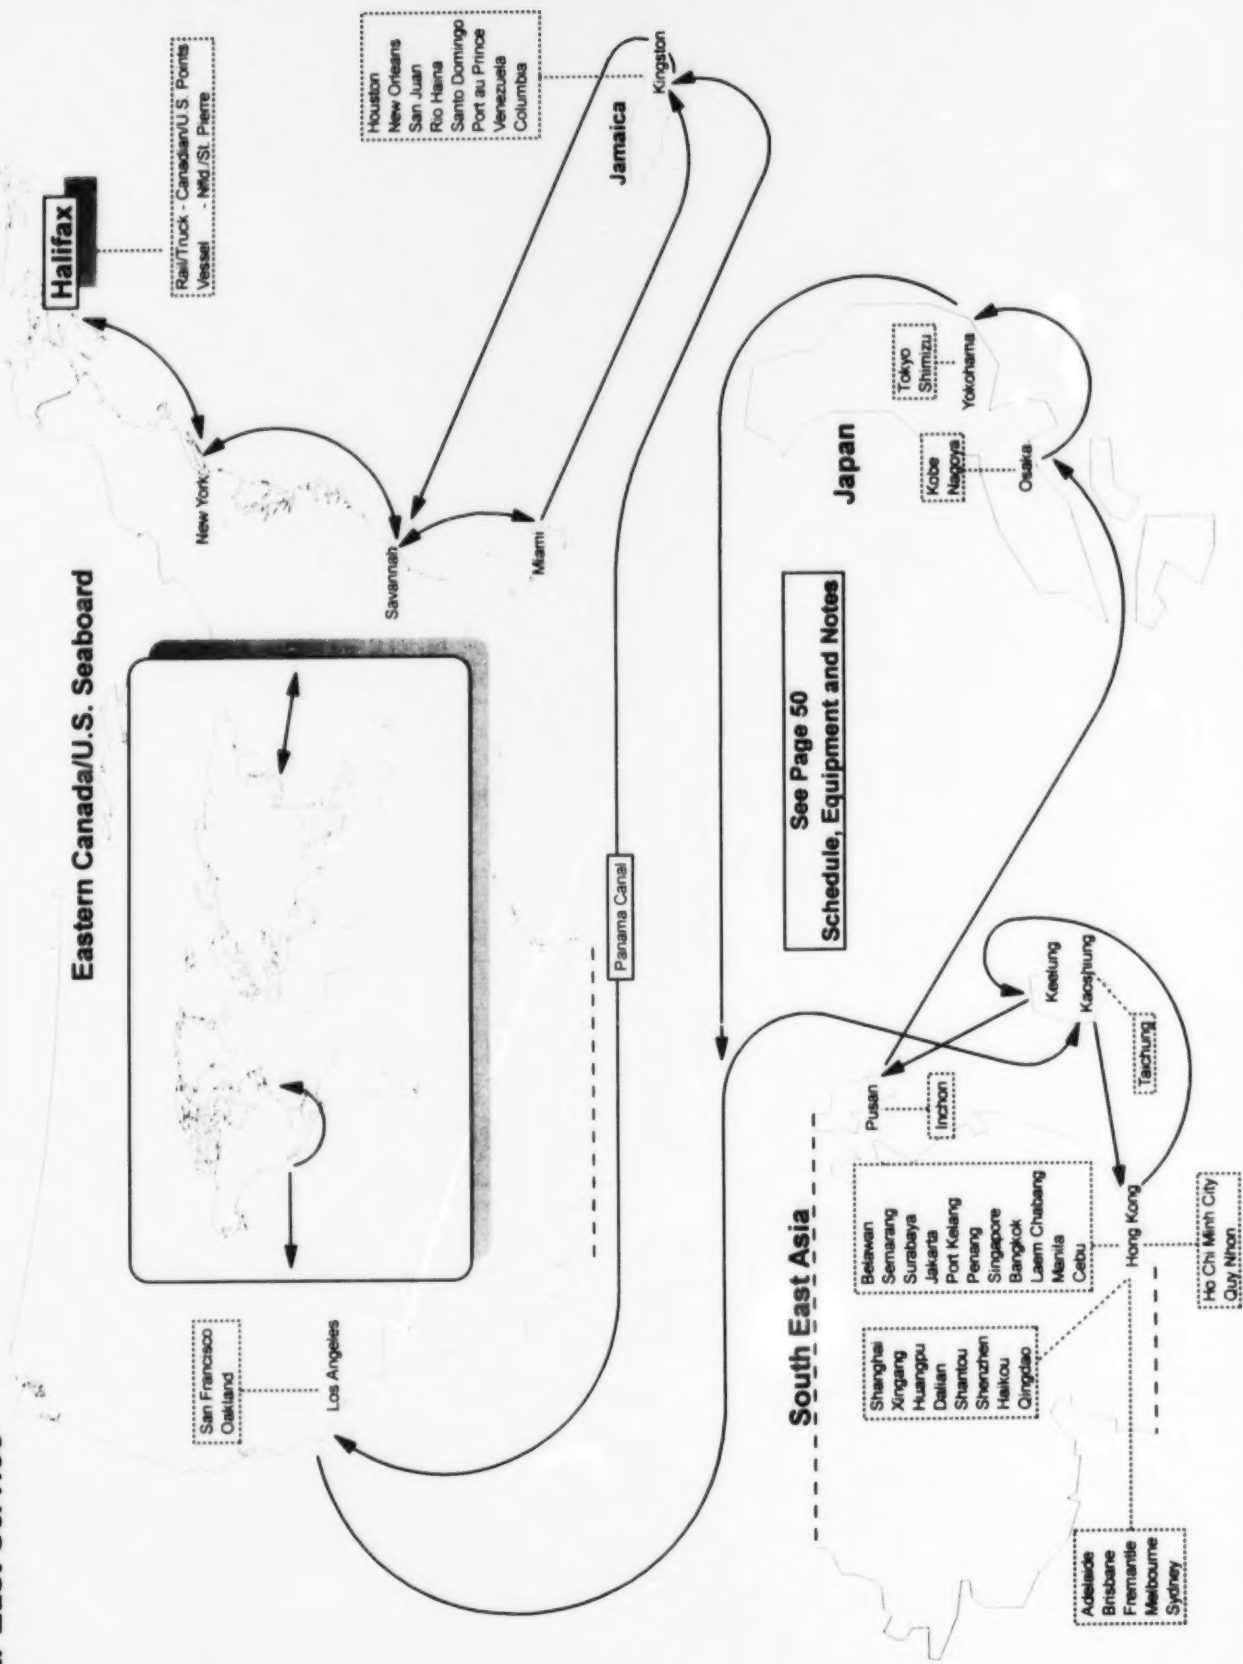 Eastern Canada/U.S. Seaboard
Halifax
Rail/Truck - Canadian/U.S. Points
Vessel - Nfld./St. Pierre
New York
Savannah
Miami
Houston
New Orleans
San Juan
Rio Haina
Santo Domingo
Port au Prince
Venezuela
Columbia
Jamaica
Kingston
San Francisco
Oakland
Los Angeles
Panama Canal
See Page 50
Schedule, Equipment and Notes
Japan
Tokyo
Shimizu
Yokohama
Kobe
Nagoya
Osaka
South East Asia
Pusan
Inchon
Keelung
Kaoshiung
Taichung
Belawan
Semarang
Surabaya
Jakarta
Port Kelang
Penang
Singapore
Bangkok
Laem Chabang
Manila
Cebu
Hong Kong
Shanghai
Xingang
Huangpu
Dalian
Shantou
Shenzhen
Haikou
Qingdao
Ho Chi Minh City
Quy Nhon
Adelaide
Brisbane
Fremantle
Melbourne
Sydney